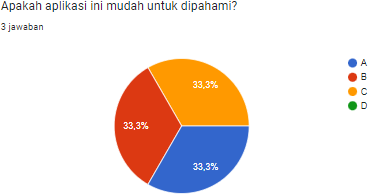 Apakah aplikasi ini mudah untuk dipahami?
3 jawaban
33,3%
33,3%
33,3%
A
B
C
D